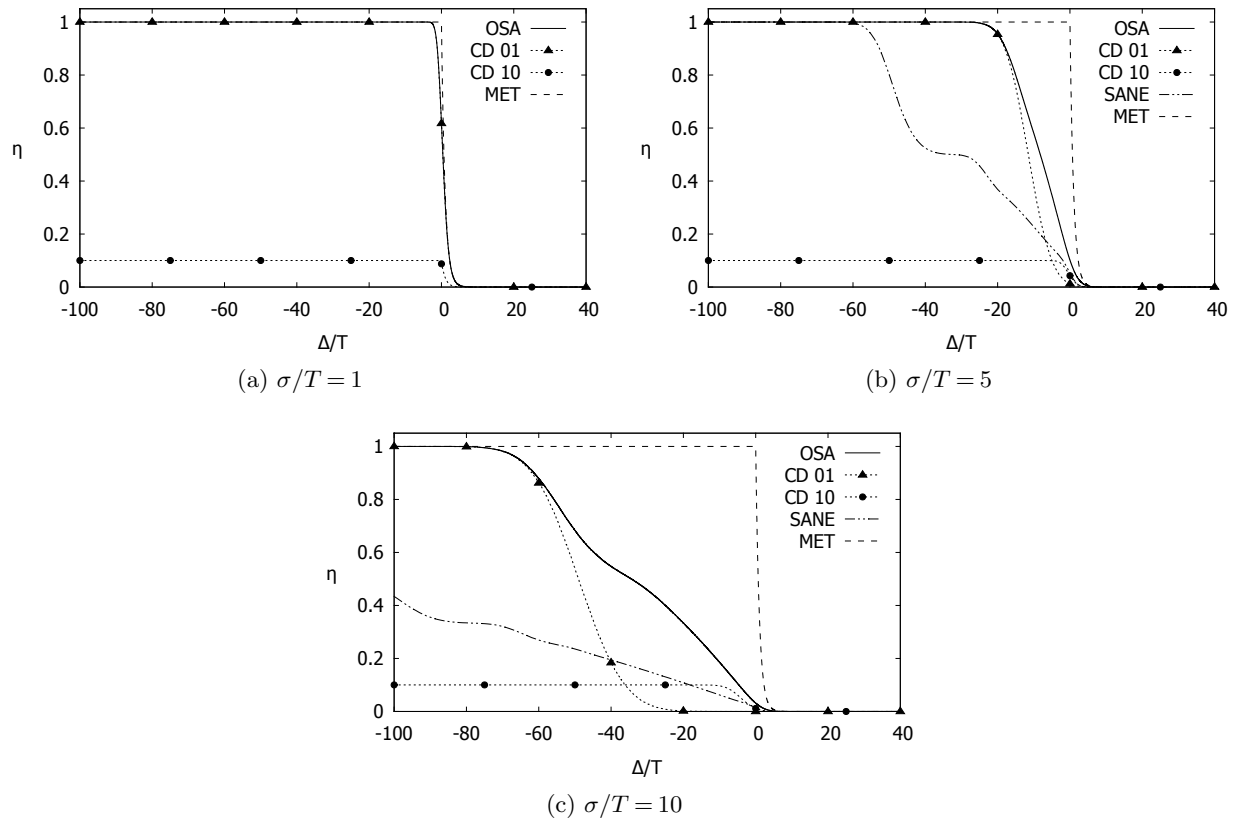 1
0.8
0.6
0.4
0.2
0
η
-100 -80 -60 -40 -20 0 20 40
Δ/T
OSA
CD 01
CD 10
MET
(a) σ/T = 1
1
0.8
0.6
0.4
0.2
0
η
-100 -80 -60 -40 -20 0 20 40
Δ/T
OSA
CD 01
CD 10
SANE
MET
(b) σ/T = 5
1
0.8
0.6
0.4
0.2
0
η
-100 -80 -60 -40 -20 0 20 40
Δ/T
OSA
CD 01
CD 10
SANE
MET
(c) σ/T = 10